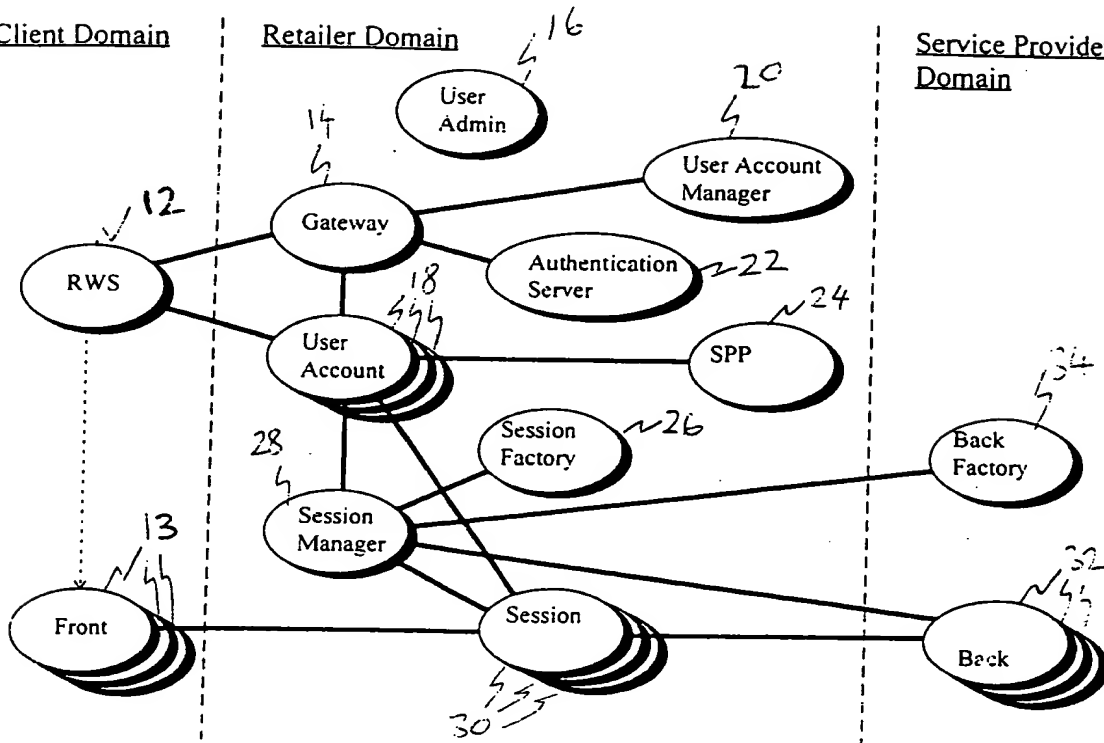 Client Domain
Retailer Domain
Service Provide
Domain
16
20
User
Admin
14
User Account
Manager
12
Gateway
RWS
Authentication
Server
22
18
24
User
Account
SPP
34
28
Session
Factory
26
Back
Factory
Session
Manager
13
32
Front
Session
Back
30